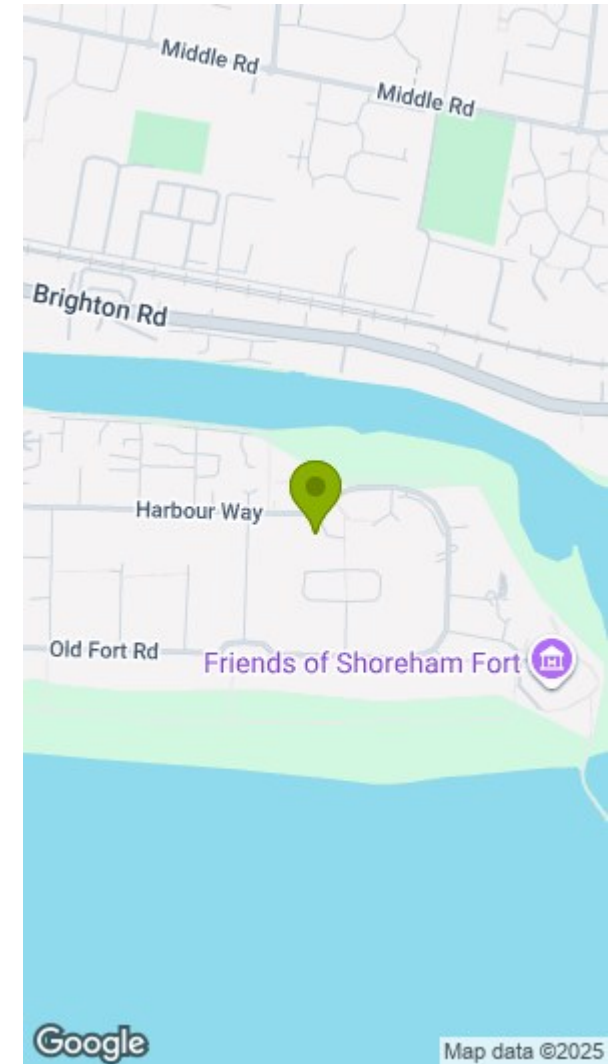 Middle Rd
Middle Rd
Brighton Rd
Harbour Way
Old Fort Rd
Friends of Shoreham Fort
Google
Map data ©2025